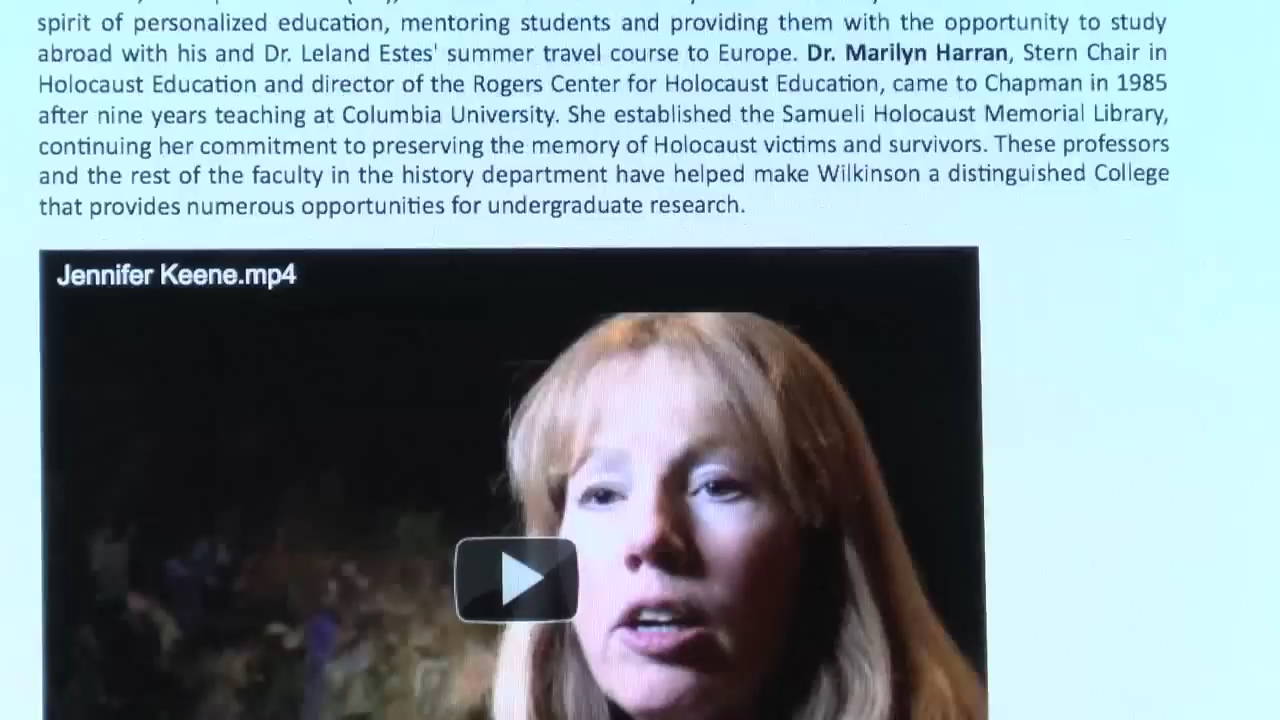 spirit of personalized education, mentoring students and providing them with the opportunity to study
abroad with his and Dr. Leland Estes' summer travel course to Europe. Dr. Marilyn Harran, Stern Chair in
Holocaust Education and director of the Rogers Center for Holocaust Education, came to Chapman in 1985
after nine years teaching at Columbia University. She established the Samueli Holocaust Memorial Library,
continuing her commitment to preserving the memory of Holocaust victims and survivors. These professors
and the rest of the faculty in the history department have helped make Wilkinson a distinguished College
that provides numerous opportunities for undergraduate research.
Jennifer Keene.mp4